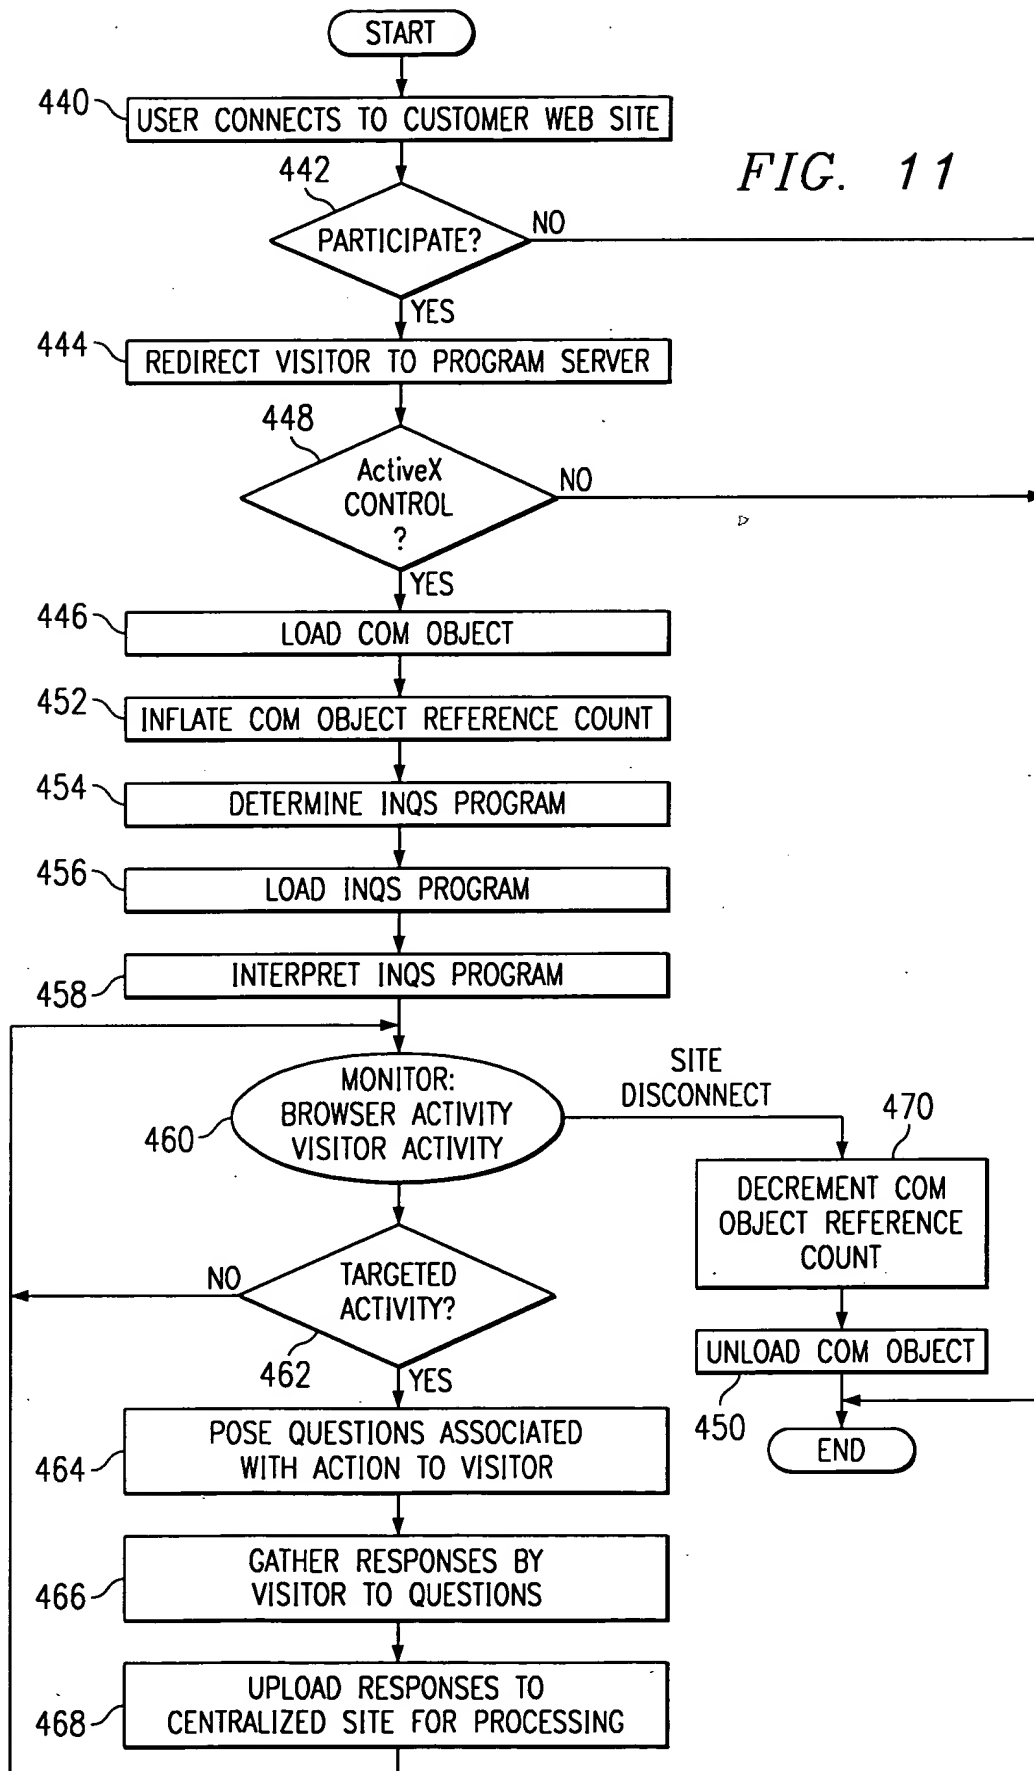 START
440
USER CONNECTS TO CUSTOMER WEB SITE
FIG. 11
442
PARTICIPATE?
NO
YES
444
REDIRECT VISITOR TO PROGRAM SERVER
448
ActiveX
CONTROL
?
NO
YES
446
LOAD COM OBJECT
452
INFLATE COM OBJECT REFERENCE COUNT
454
DETERMINE INQS PROGRAM
456
LOAD INQS PROGRAM
458
INTERPRET INQS PROGRAM
460
MONITOR:
BROWSER ACTIVITY
VISITOR ACTIVITY
SITE
DISCONNECT
470
DECREMENT COM
OBJECT REFERENCE
COUNT
NO
TARGETED
ACTIVITY?
462
YES
UNLOAD COM OBJECT
450
END
464
POSE QUESTIONS ASSOCIATED
WITH ACTION TO VISITOR
466
GATHER RESPONSES BY
VISITOR TO QUESTIONS
468
UPLOAD RESPONSES TO
CENTRALIZED SITE FOR PROCESSING